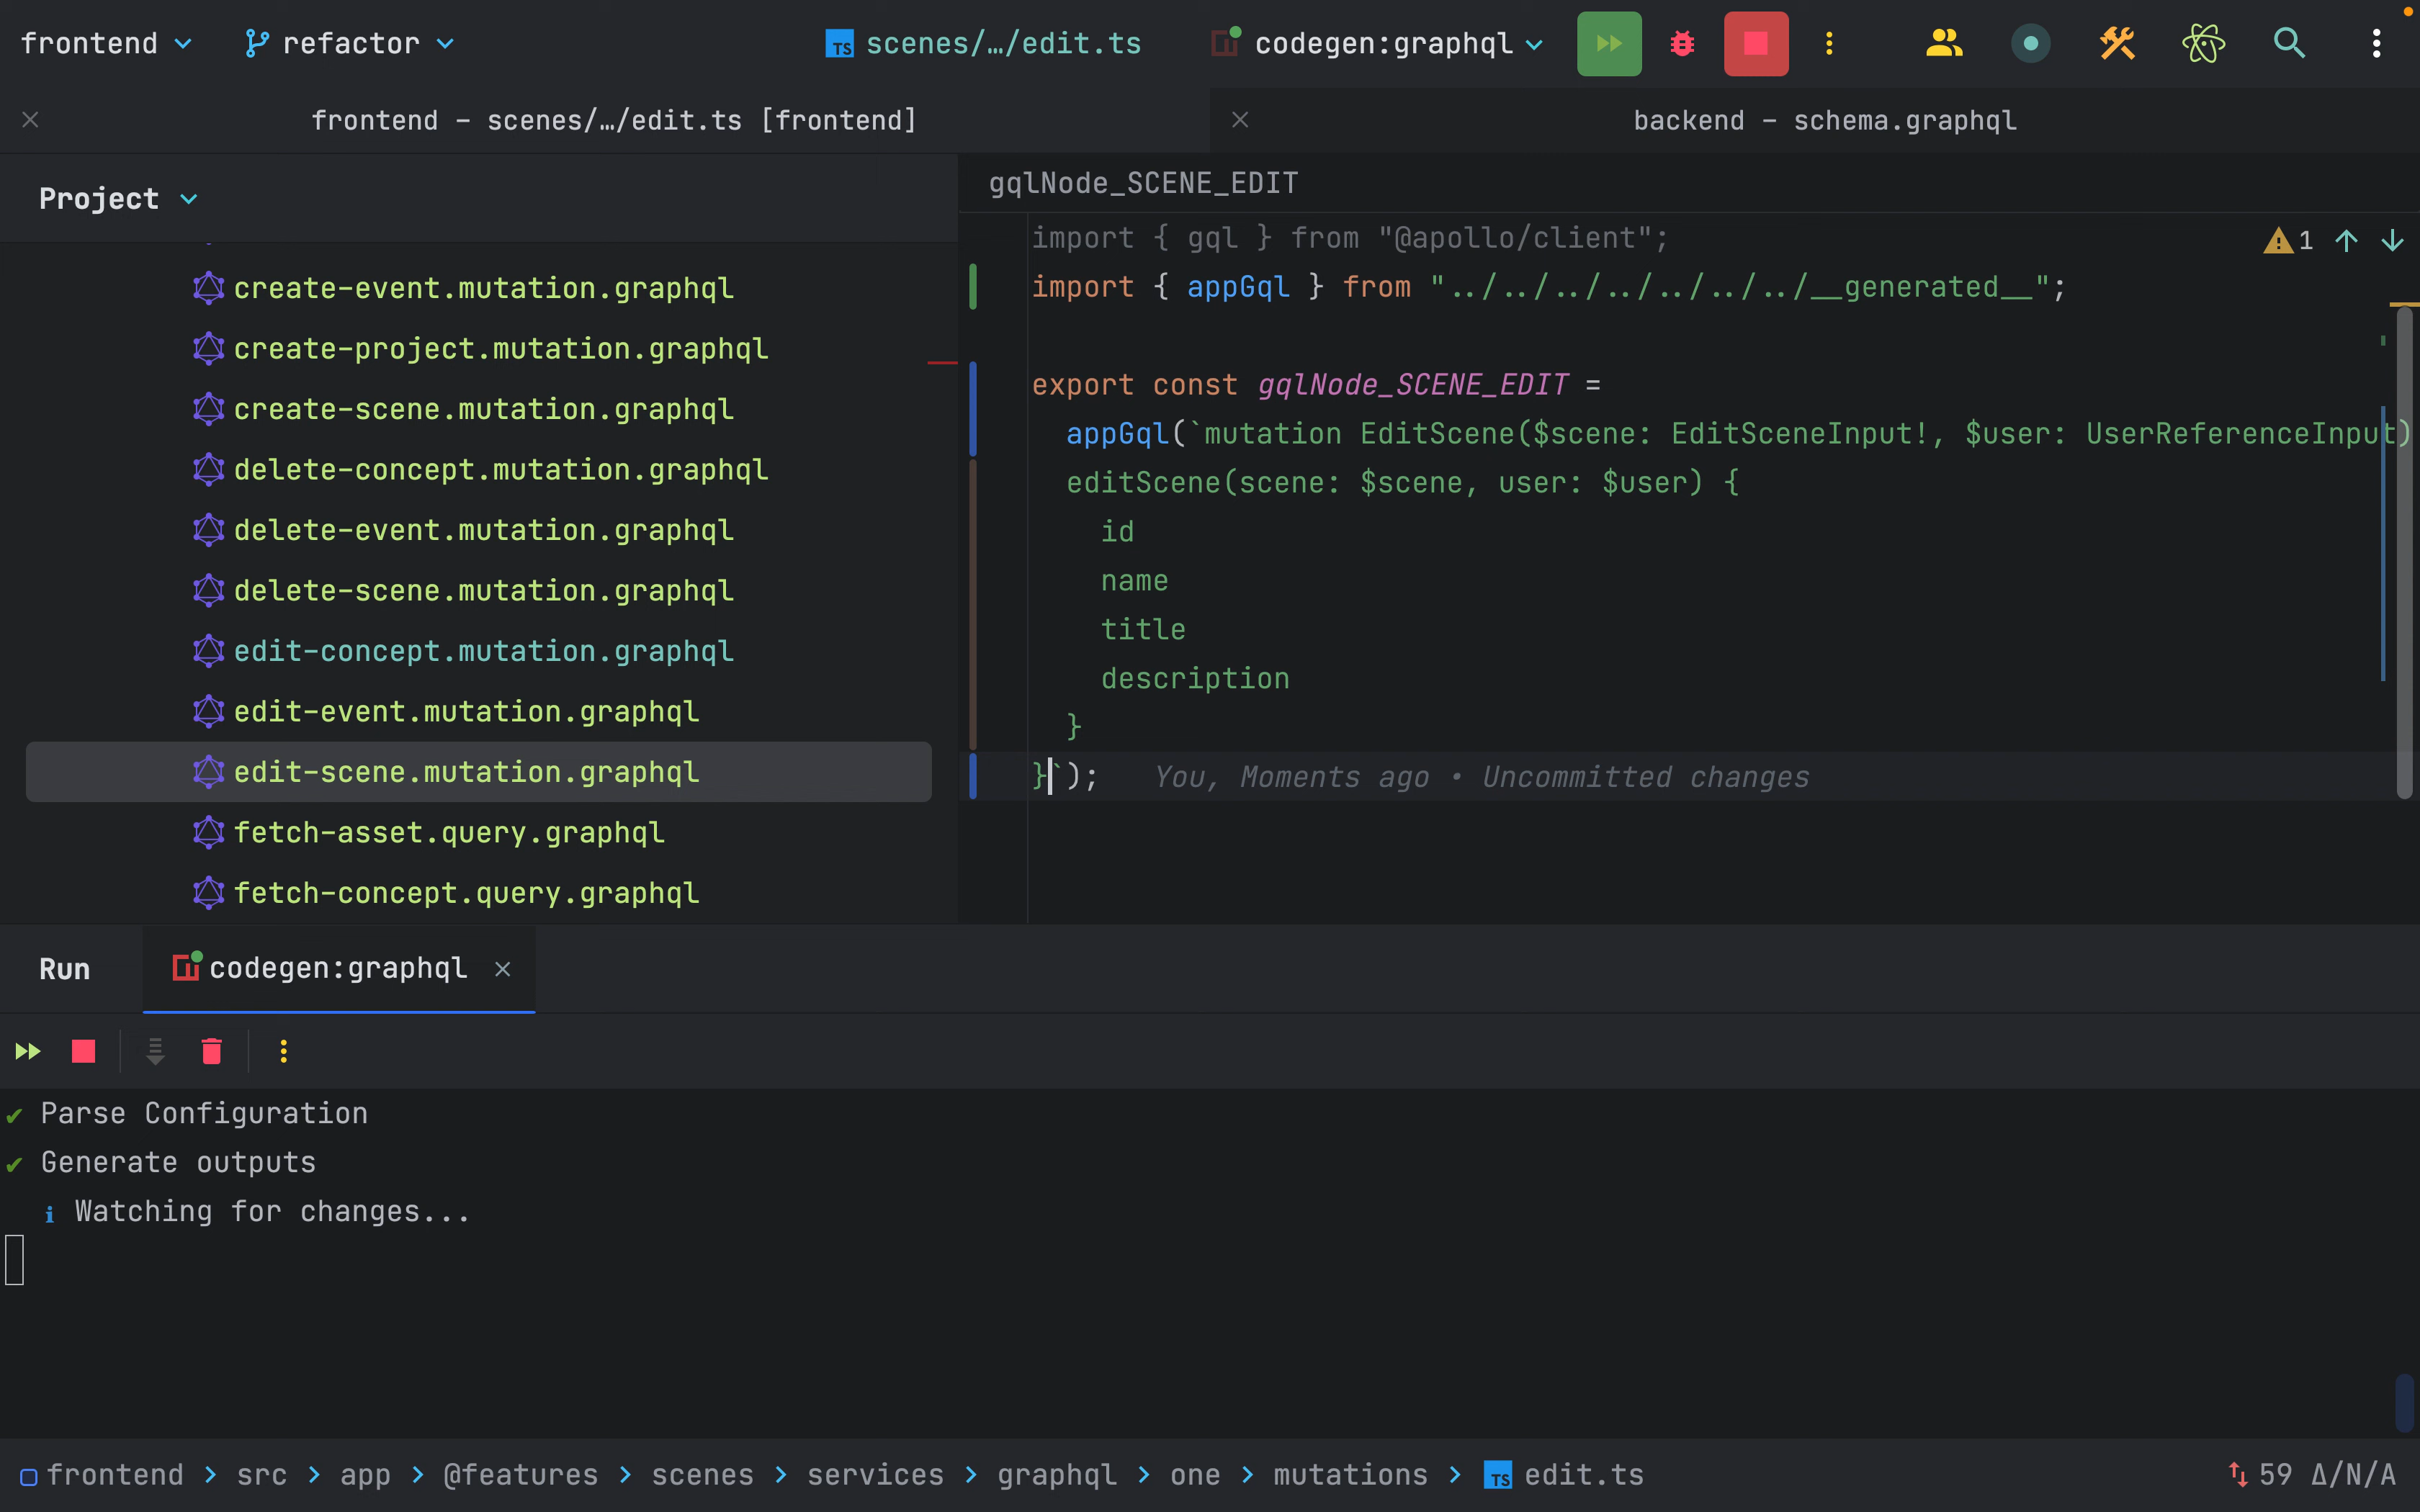 frontend
refactor
TS scenes/…/edit.ts
codegen:graphql
frontend – scenes/…/edit.ts [frontend]
backend – schema.graphql
Project
create-event.mutation.graphql
create-project.mutation.graphql
create-scene.mutation.graphql
delete-concept.mutation.graphql
delete-event.mutation.graphql
delete-scene.mutation.graphql
edit-concept.mutation.graphql
edit-event.mutation.graphql
edit-scene.mutation.graphql
fetch-asset.query.graphql
fetch-concept.query.graphql
gqlNode_SCENE_EDIT
1
import { gql } from "@apollo/client";
import { appGql } from "../../../../../../../__generated__";
export const gqlNode_SCENE_EDIT =
appGql(`mutation EditScene($scene: EditSceneInput!, $user: UserReferenceInput)
editScene(scene: $scene, user: $user) {
id
name
title
description
}
}`); You, Moments ago • Uncommitted changes
Run
codegen:graphql
✔ Parse Configuration
✔ Generate outputs
ℹ Watching for changes...
frontend > src > app > @features > scenes > services > graphql > one > mutations > TS edit.ts
59 Δ/N/A